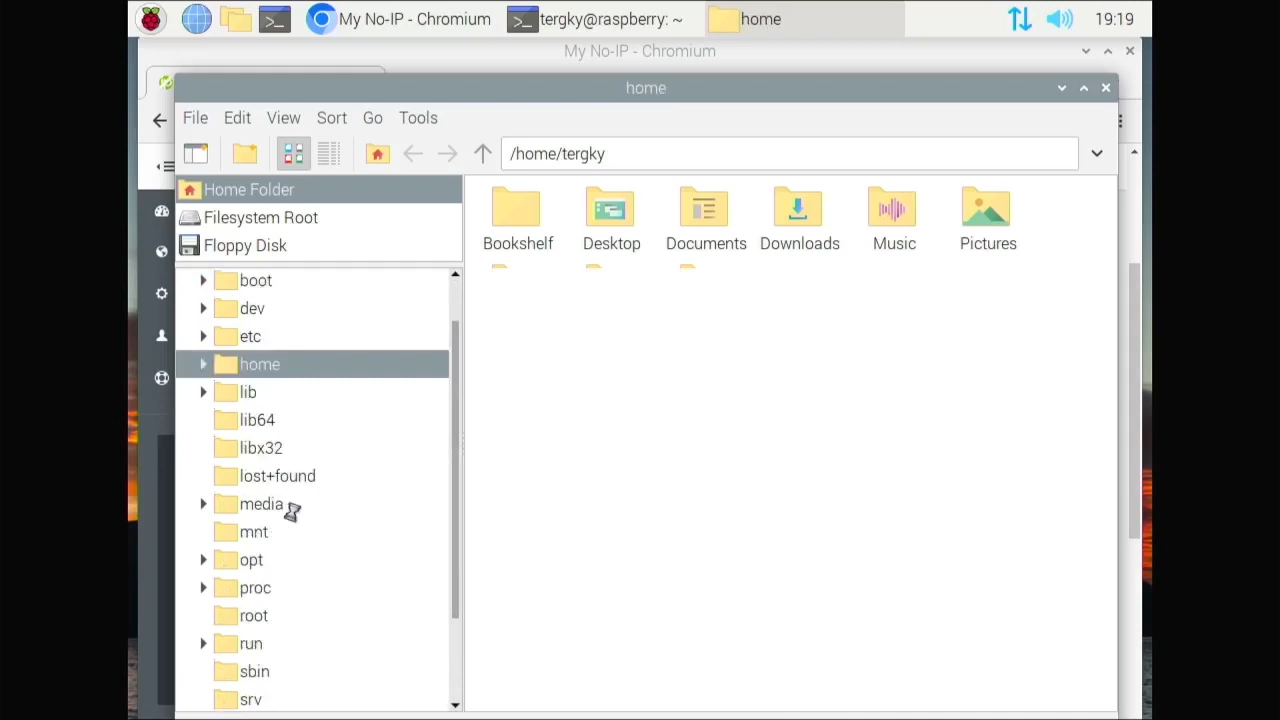 My No-IP - Chromium
tergky@raspberry: ~
home
19:19
My No-IP - Chromium
home
File Edit View Sort Go Tools
/home/tergky
Home Folder
Filesystem Root
Floppy Disk
boot
dev
etc
home
lib
lib64
libx32
lost+found
media
mnt
opt
proc
root
run
sbin
srv
Bookshelf
Desktop
Documents
Downloads
Music
Pictures